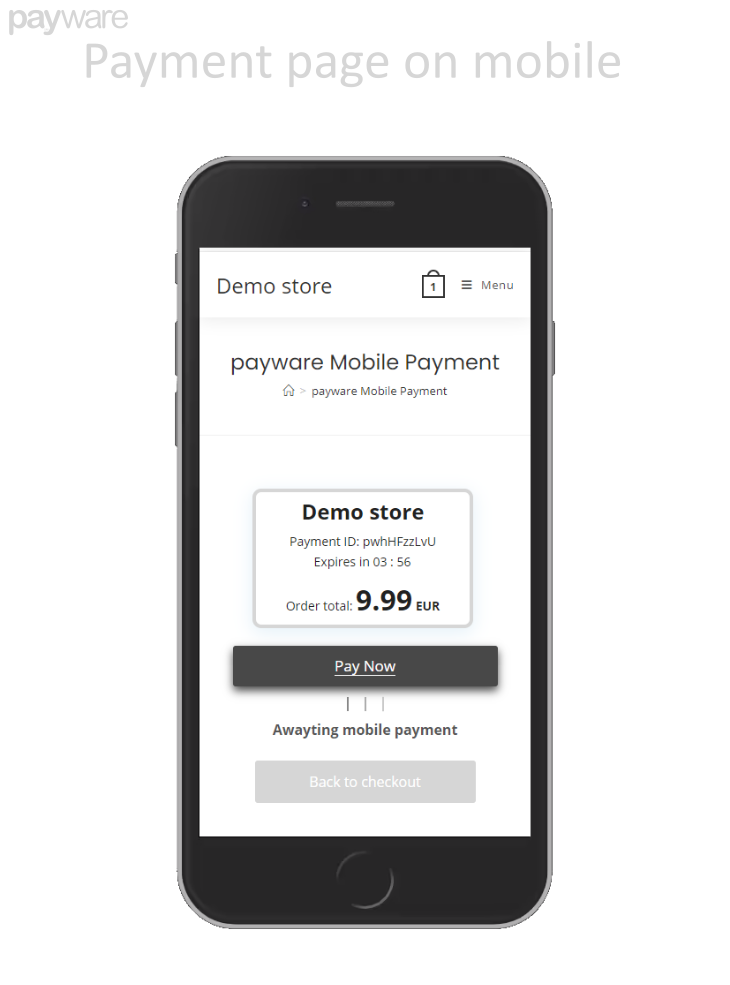 payware
Payment page on mobile
Demo store
1
Menu
payware Mobile Payment
> payware Mobile Payment
Demo store
Payment ID: pwhHFzzLvU
Expires in 03 : 56
Order total: 9.99 EUR
Pay Now
Awayting mobile payment
Back to checkout